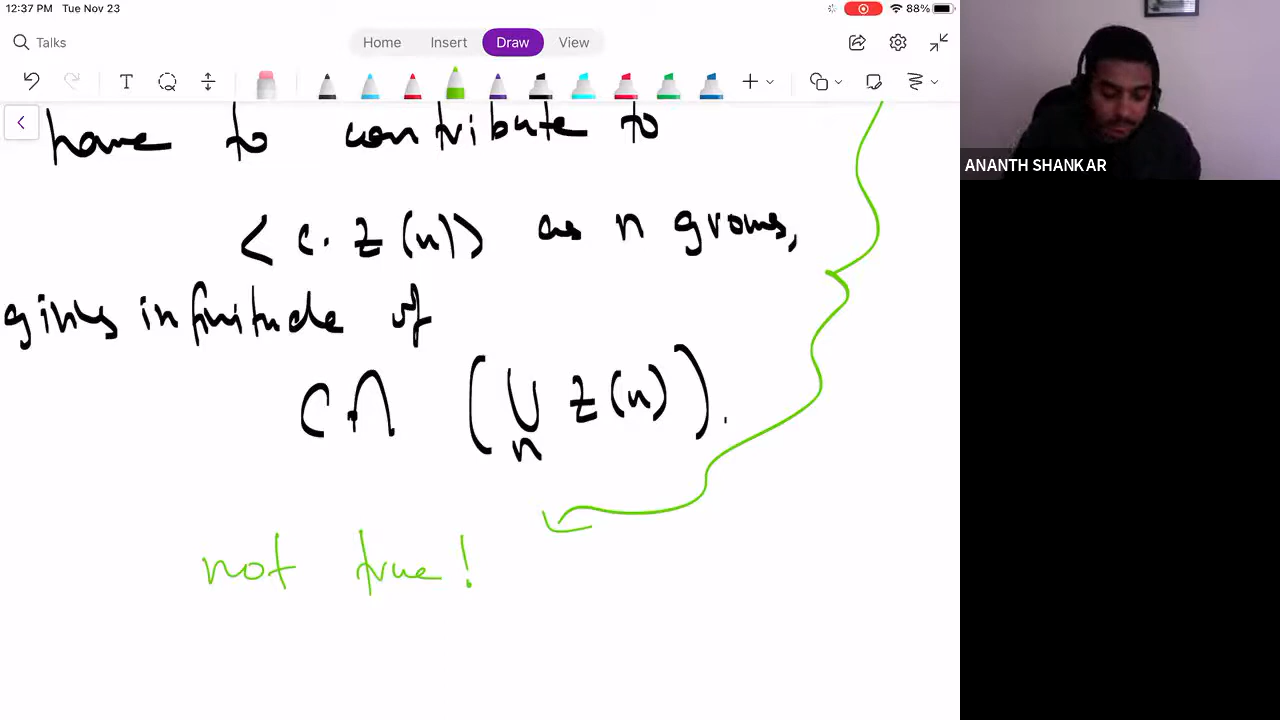 12:37 PM Tue Nov 23
88%
Talks
Home Insert Draw View
have to contribute to
< C. Z(n) > as n grows,
gives infinitude of
C ∩ ( ∪ Z(n) ).
n
not true!
ANANTH SHANKAR